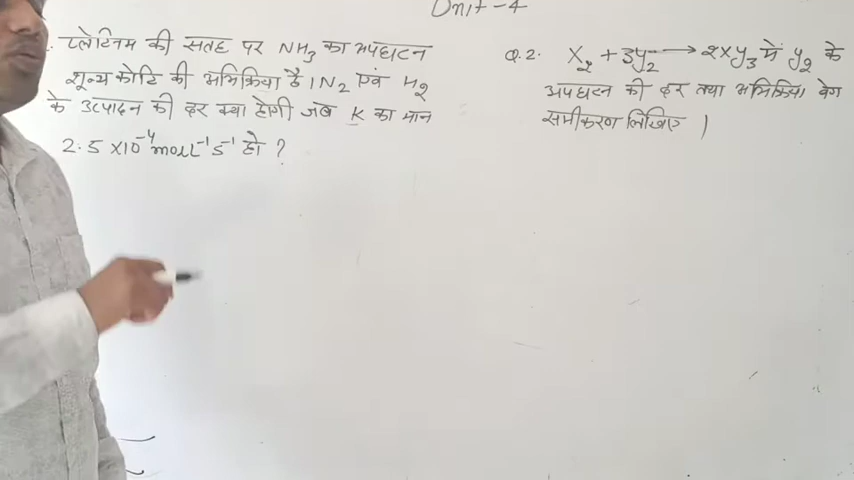 Unit-4
प्लेटिनम की सतह पर NH3 का अपघटन
शून्य कोटि की अभिक्रिया है । N2 एवं H2
के उत्पादन की दर क्या होगी जब K का मान
2.5 ×10-4 mol L-1 s-1 हो ?
Q.2. X2 + 3y2 → 2xy3 में y2 के
अपघटन की दर तथा अभिक्रिया वेग
समीकरण लिखिए ।